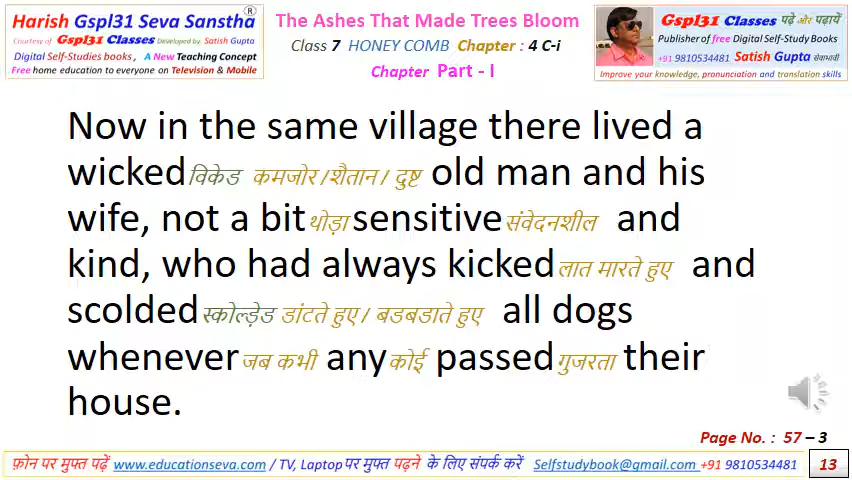 Harish Gspl31 Seva Sanstha ®
Courtesy of Gspl31 Classes Developed by Satish Gupta
Digital Self-Studies books , A New Teaching Concept
Free home education to everyone on Television & Mobile
The Ashes That Made Trees Bloom
Class 7 HONEY COMB Chapter : 4 C-i
Chapter Part - I
Gspl31 Classes पढ़े और पढ़ायें
Publisher of free Digital Self-Study Books
+91 9810534481 Satish Gupta सेवाभावी
Improve your knowledge, pronunciation and translation skills
Now in the same village there lived a
wicked विकेड कमजोर / शैतान / दुष्ट old man and his
wife, not a bit थोड़ा sensitive संवेदनशील and
kind, who had always kicked लात मारते हुए and
scolded स्कोल्ड़ेड डांटते हुए / बडबडाते हुए all dogs
whenever जब कभी any कोई passed गुजरता their
house.
Page No. : 57 – 3
फ़ोन पर मुफ्त पढ़ें www.educationseva.com / TV, Laptop पर मुफ्त पढ़ने के लिए संपर्क करें Selfstudybook@gmail.com +91 9810534481
13